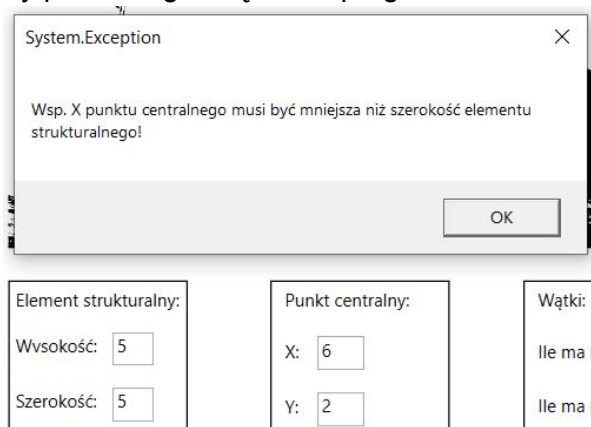 System.Exception
Wsp. X punktu centralnego musi być mniejsza niż szerokość elementu
strukturalnego!
OK
Element strukturalny:
Wysokość: 5
Szerokość: 5
Punkt centralny:
X: 6
Y: 2
Wątki:
Ile ma
Ile ma